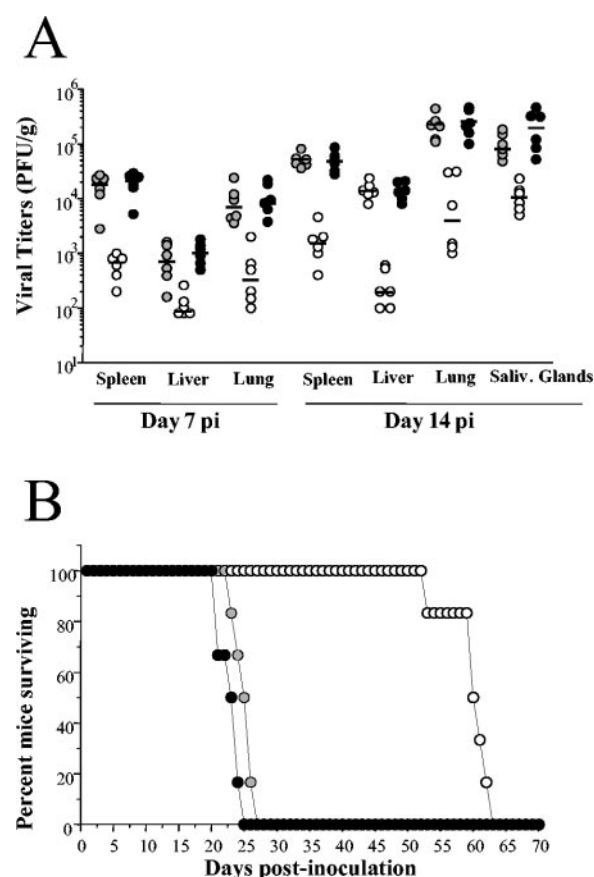 A
Viral Titers (PFU/g)
10^6
10^5
10^4
10^3
10^2
10^1
Spleen Liver Lung Spleen Liver Lung Saliv. Glands
Day 7 pi Day 14 pi
B
Percent mice surviving
100
80
60
40
20
0
0 5 10 15 20 25 30 35 40 45 50 55 60 65 70
Days post-inoculation